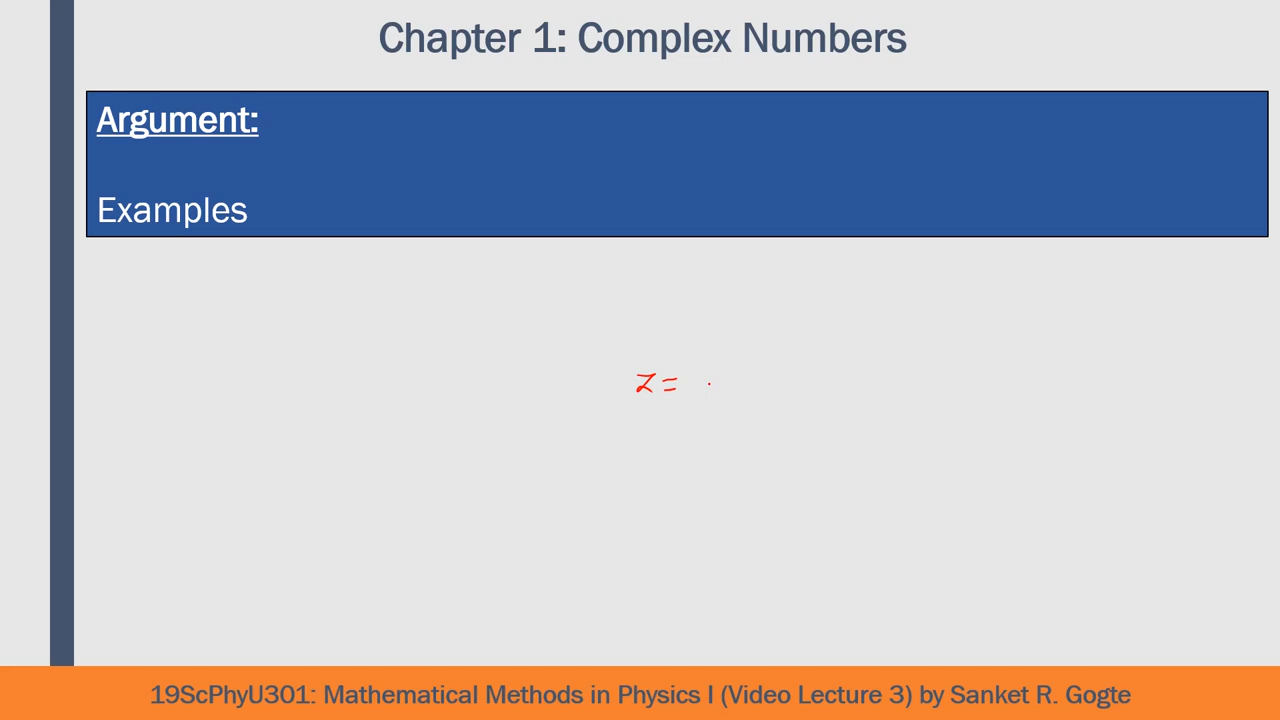 Chapter 1: Complex Numbers
Argument:
Examples
z =
19ScPhyU301: Mathematical Methods in Physics I (Video Lecture 3) by Sanket R. Gogte